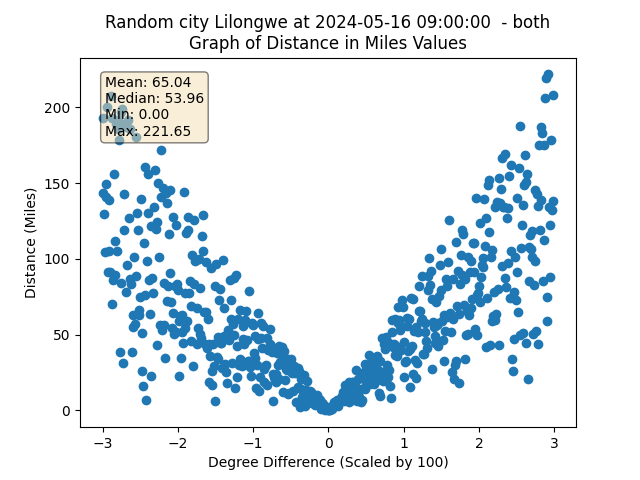 Random city Lilongwe at 2024-05-16 09:00:00  - both
Graph of Distance in Miles Values
Mean: 65.04
Median: 53.96
Min: 0.00
Max: 221.65
Distance (Miles)
200
150
100
50
0
−3 −2 −1 0 1 2 3
Degree Difference (Scaled by 100)